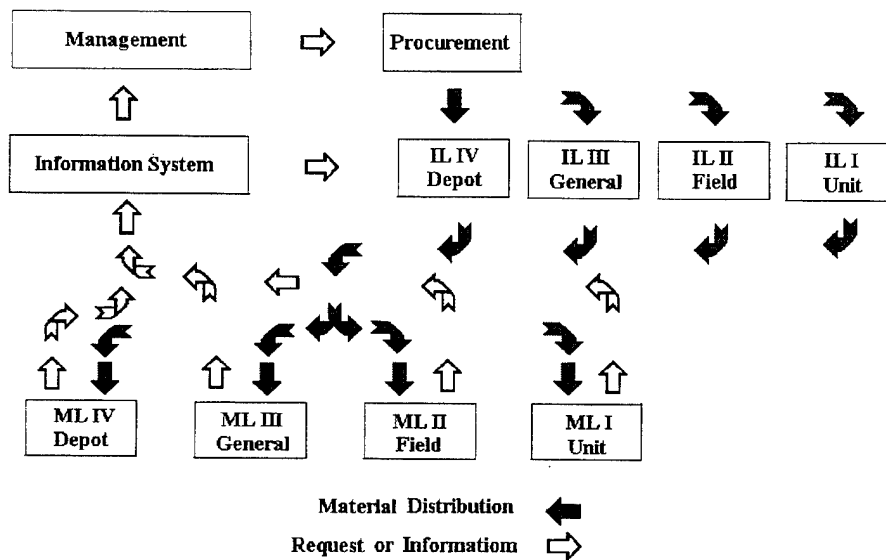 Management
Procurement
Information System
IL IV
Depot
IL III
General
IL II
Field
IL I
Unit
ML IV
Depot
ML III
General
ML II
Field
ML I
Unit
Material Distribution
Request or Informatiom